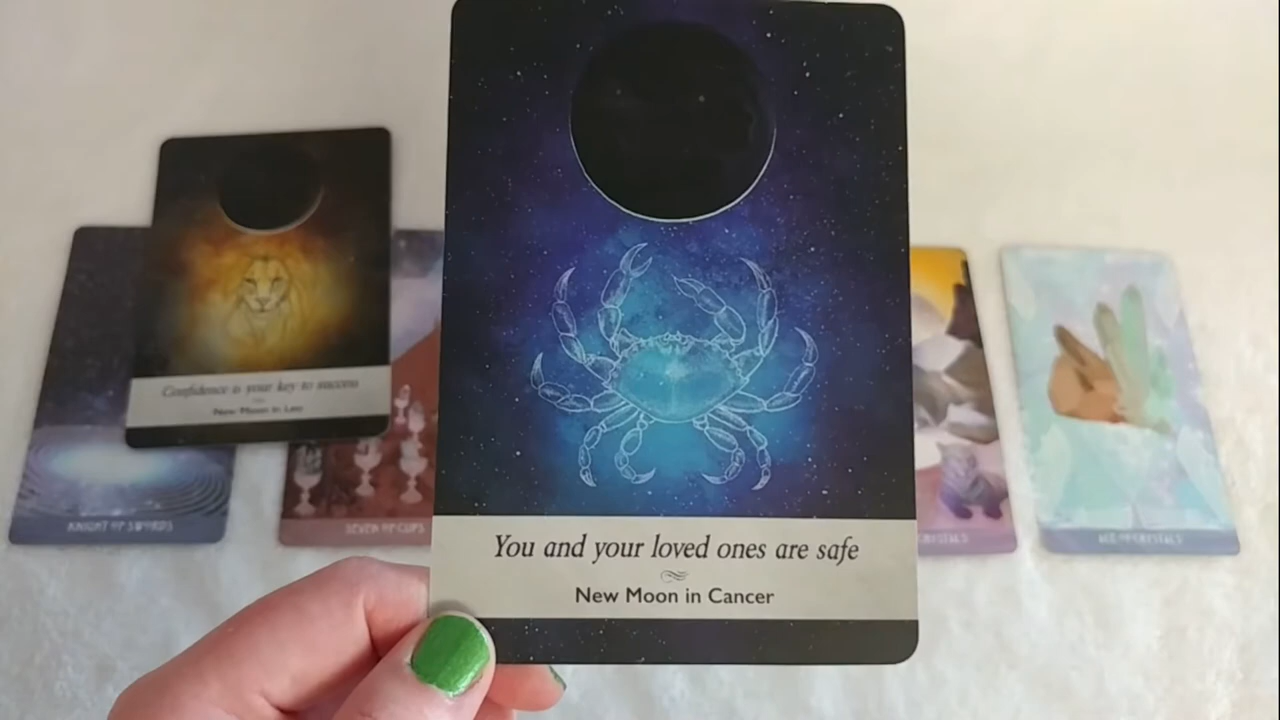 Confidence is your key to success
New Moon in Leo
KNIGHT OF SWORDS
SEVEN OF CUPS
You and your loved ones are safe
New Moon in Cancer
CRYSTALS
ACE OF CRYSTALS